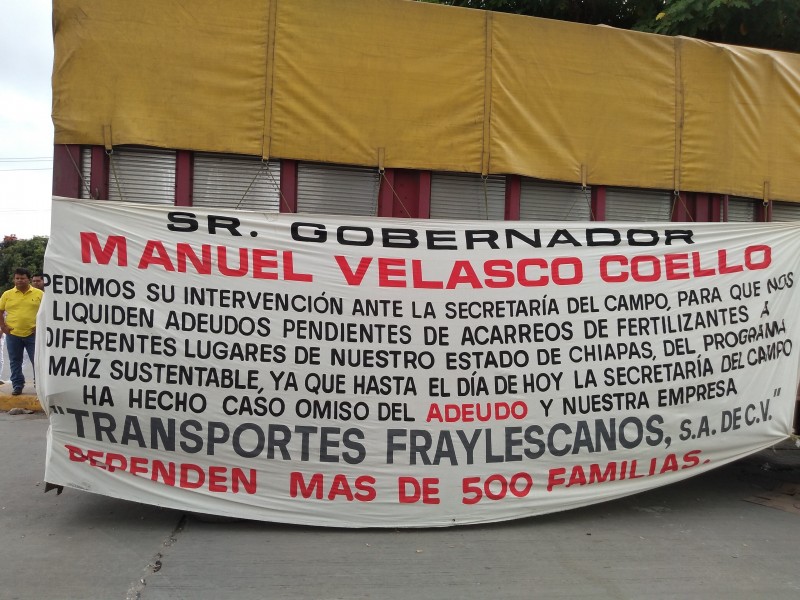 SR. GOBERNADOR
MANUEL VELASCO COELLO
PEDIMOS SU INTERVENCIÓN ANTE LA SECRETARÍA DEL CAMPO, PARA QUE NOS
LIQUIDEN ADEUDOS PENDIENTES DE ACARREOS DE FERTILIZANTES A
DIFERENTES LUGARES DE NUESTRO ESTADO DE CHIAPAS, DEL PROGRAMA
MAÍZ SUSTENTABLE, YA QUE HASTA EL DÍA DE HOY LA SECRETARÍA DEL CAMPO
HA HECHO CASO OMISO DEL ADEUDO Y NUESTRA EMPRESA
"TRANSPORTES FRAYLESCANOS, S.A. DE C.V."
DEPENDEN MAS DE 500 FAMILIAS.